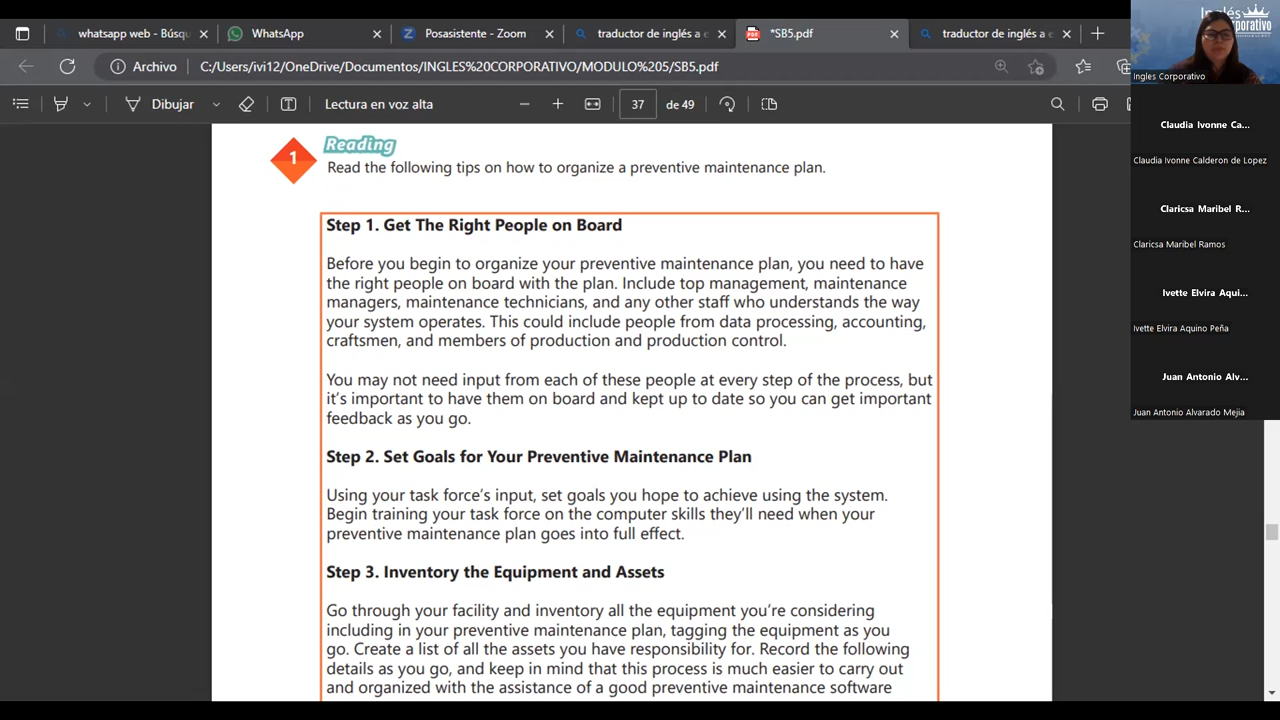 whatsapp web - Búsqu
WhatsApp
Posasistente - Zoom
traductor de inglés a e
*SB5.pdf
traductor de inglés a e
Inglés
Corporativo
Archivo
C:/Users/ivi12/OneDrive/Documentos/INGLES%20CORPORATIVO/MODULO%205/SB5.pdf
Ingles Corporativo
Dibujar
Lectura en voz alta
37
de 49
Claudia Ivonne Ca...
Claudia Ivonne Calderon de Lopez
Claricsa Maribel R...
Claricsa Maribel Ramos
Ivette Elvira Aqui...
Ivette Elvira Aquino Peña
Juan Antonio Alv...
Juan Antonio Alvarado Mejia
1
Reading
Read the following tips on how to organize a preventive maintenance plan.
Step 1. Get The Right People on Board
Before you begin to organize your preventive maintenance plan, you need to have
the right people on board with the plan. Include top management, maintenance
managers, maintenance technicians, and any other staff who understands the way
your system operates. This could include people from data processing, accounting,
craftsmen, and members of production and production control.
You may not need input from each of these people at every step of the process, but
it's important to have them on board and kept up to date so you can get important
feedback as you go.
Step 2. Set Goals for Your Preventive Maintenance Plan
Using your task force's input, set goals you hope to achieve using the system.
Begin training your task force on the computer skills they'll need when your
preventive maintenance plan goes into full effect.
Step 3. Inventory the Equipment and Assets
Go through your facility and inventory all the equipment you're considering
including in your preventive maintenance plan, tagging the equipment as you
go. Create a list of all the assets you have responsibility for. Record the following
details as you go, and keep in mind that this process is much easier to carry out
and organized with the assistance of a good preventive maintenance software